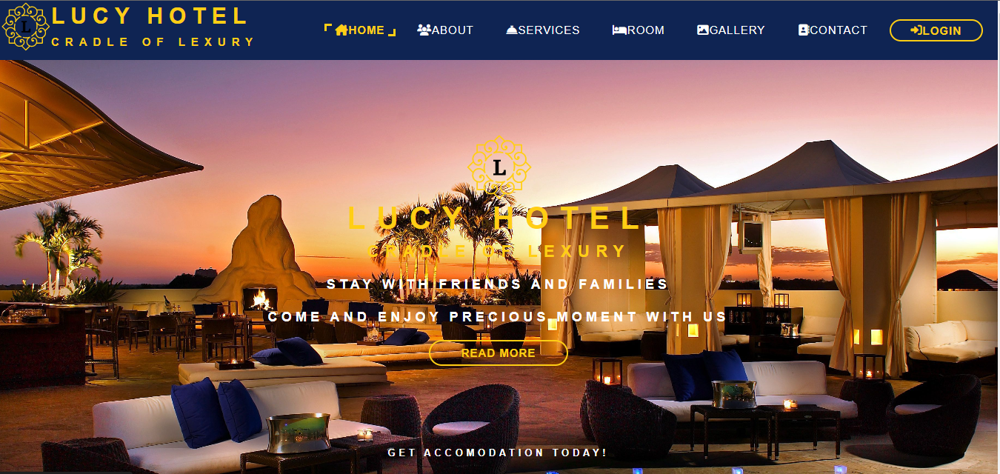 L
LUCY HOTEL
CRADLE OF LEXURY
HOME
ABOUT
SERVICES
ROOM
GALLERY
CONTACT
LOGIN
L
LUCY HOTEL
CRADLE OF LEXURY
STAY WITH FRIENDS AND FAMILIES
COME AND ENJOY PRECIOUS MOMENT WITH US
READ MORE
GET ACCOMODATION TODAY!